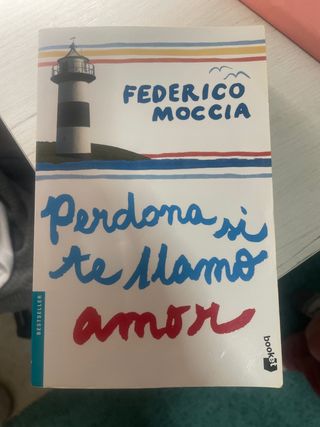 FEDERICO
MOCCIA
Perdona si
te llamo
amor
BESTSELLER
booket